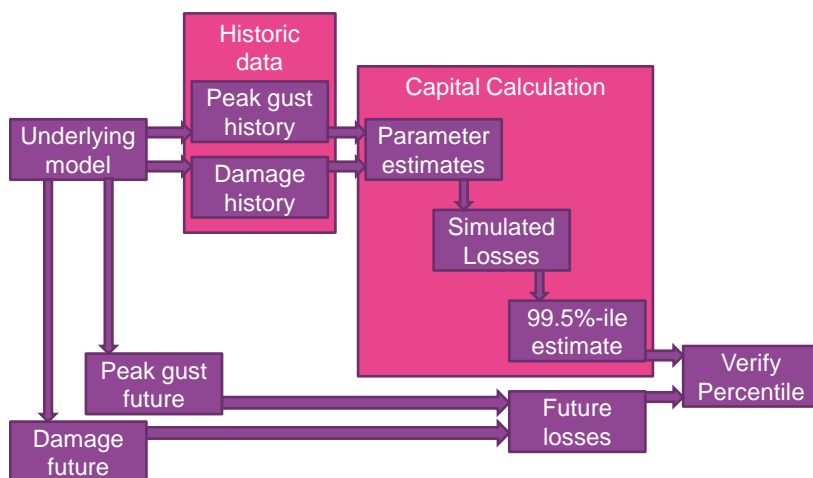 Historic
data
Peak gust
history
Damage
history
Underlying
model
Capital Calculation
Parameter
estimates
Simulated
Losses
99.5%-ile
estimate
Verify
Percentile
Peak gust
future
Future
losses
Damage
future